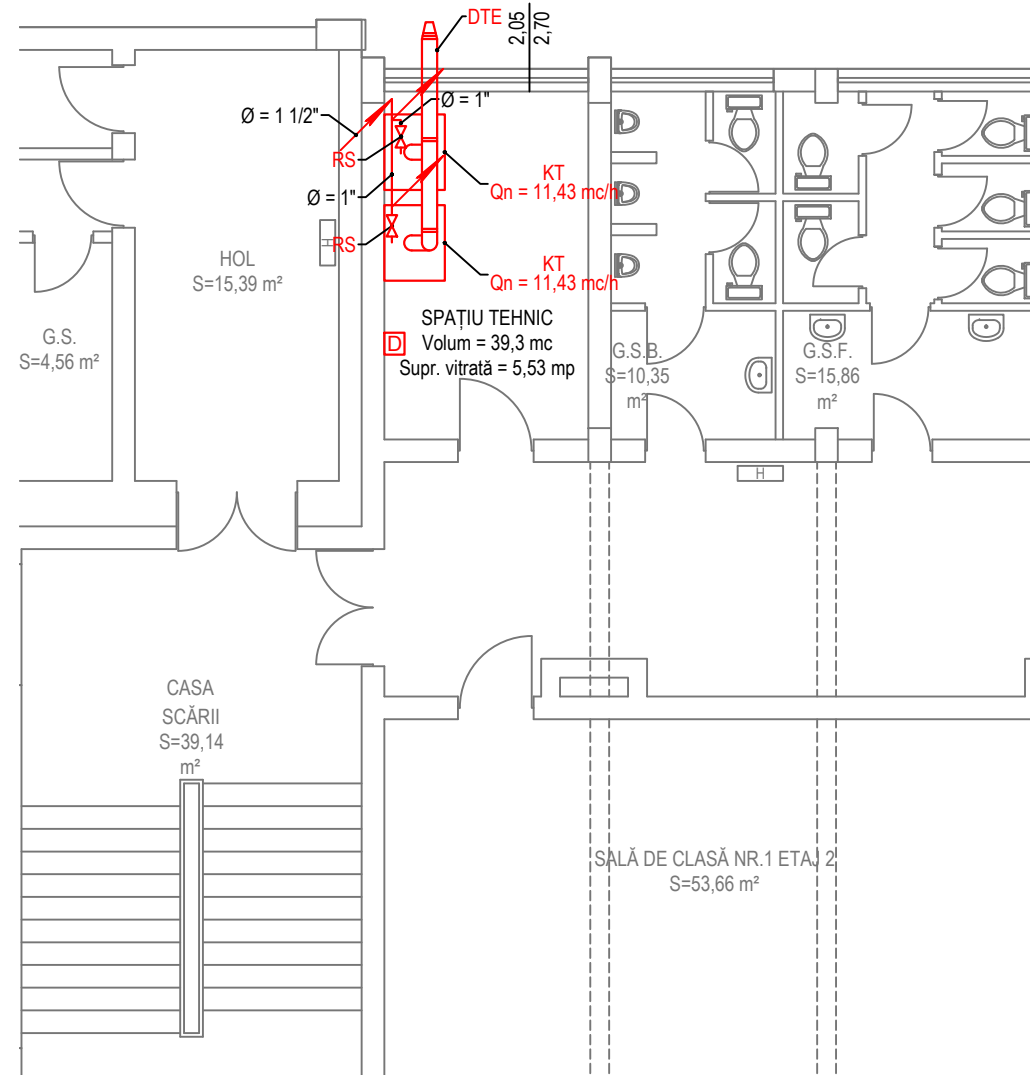 DTE
2,05
2,70
Ø = 1 1/2"
Ø = 1"
RS
KT
Qn = 11,43 mc/h
Ø = 1"
RS
KT
Qn = 11,43 mc/h
H
HOL
S=15,39 m²
G.S.
S=4,56 m²
SPAȚIU TEHNIC
D
Volum = 39,3 mc
Supr. vitrată = 5,53 mp
G.S.B.
S=10,35
m²
G.S.F.
S=15,86
m²
H
CASA
SCĂRII
S=39,14
m²
SALĂ DE CLASĂ NR.1 ETAJ 2
S=53,66 m²